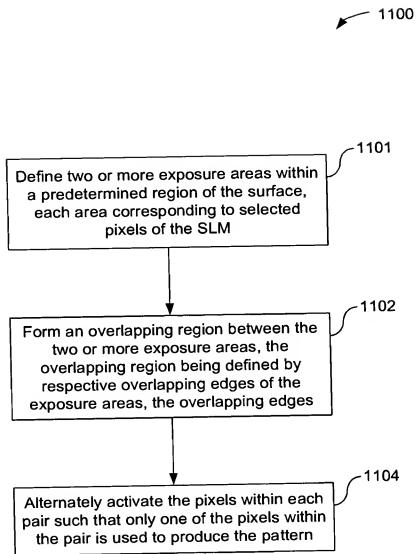 1100
1101
Define two or more exposure areas within
a predetermined region of the surface,
each area corresponding to selected
pixels of the SLM
1102
Form an overlapping region between the
two or more exposure areas, the
overlapping region being defined by
respective overlapping edges of the
exposure areas, the overlapping edges
1104
Alternately activate the pixels within each
pair such that only one of the pixels within
the pair is used to produce the pattern